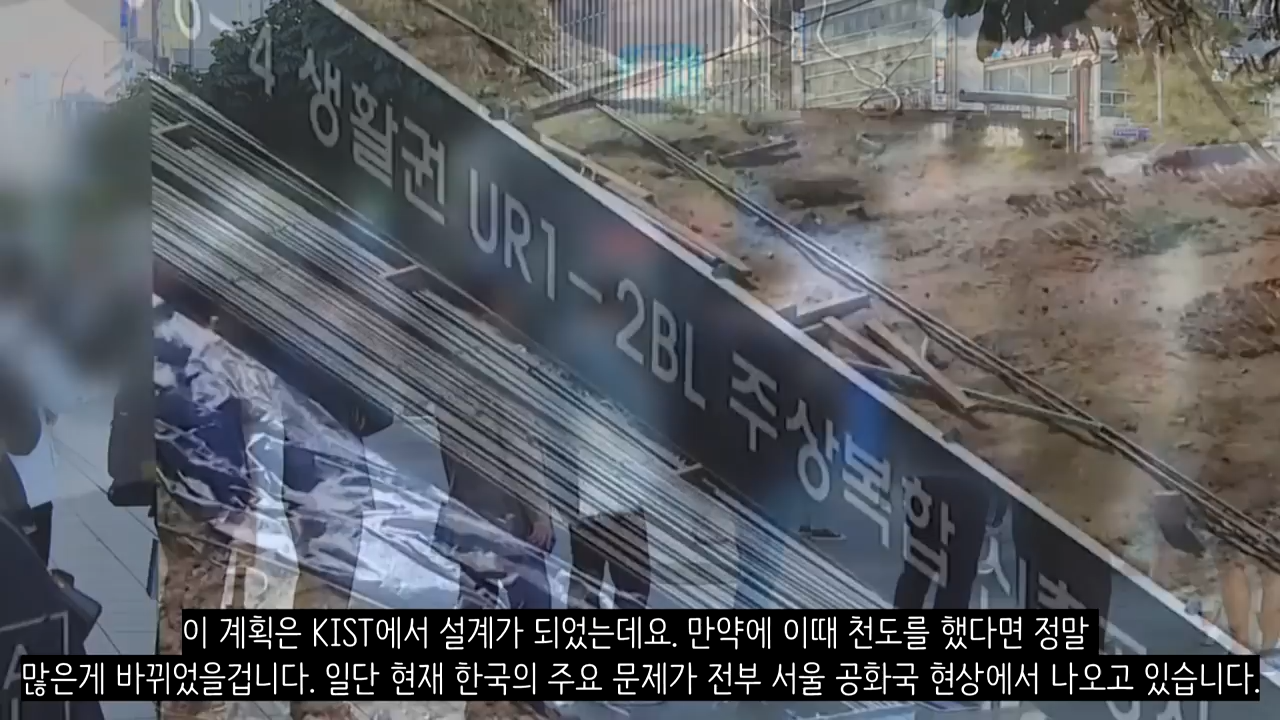 4 생활권 UR1-2BL 주상복합 신축
이 계획은 KIST에서 설계가 되었는데요. 만약에 이때 천도를 했다면 정말
많은게 바뀌었을겁니다. 일단 현재 한국의 주요 문제가 전부 서울 공화국 현상에서 나오고 있습니다.